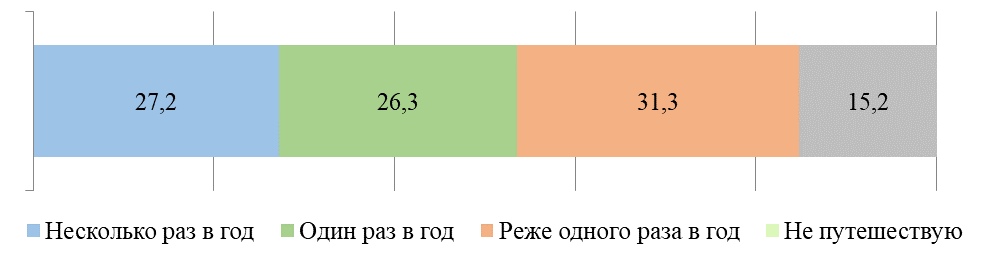 27,2 26,3 31,3 15,2
Несколько раз в год Один раз в год Реже одного раза в год Не путешествую